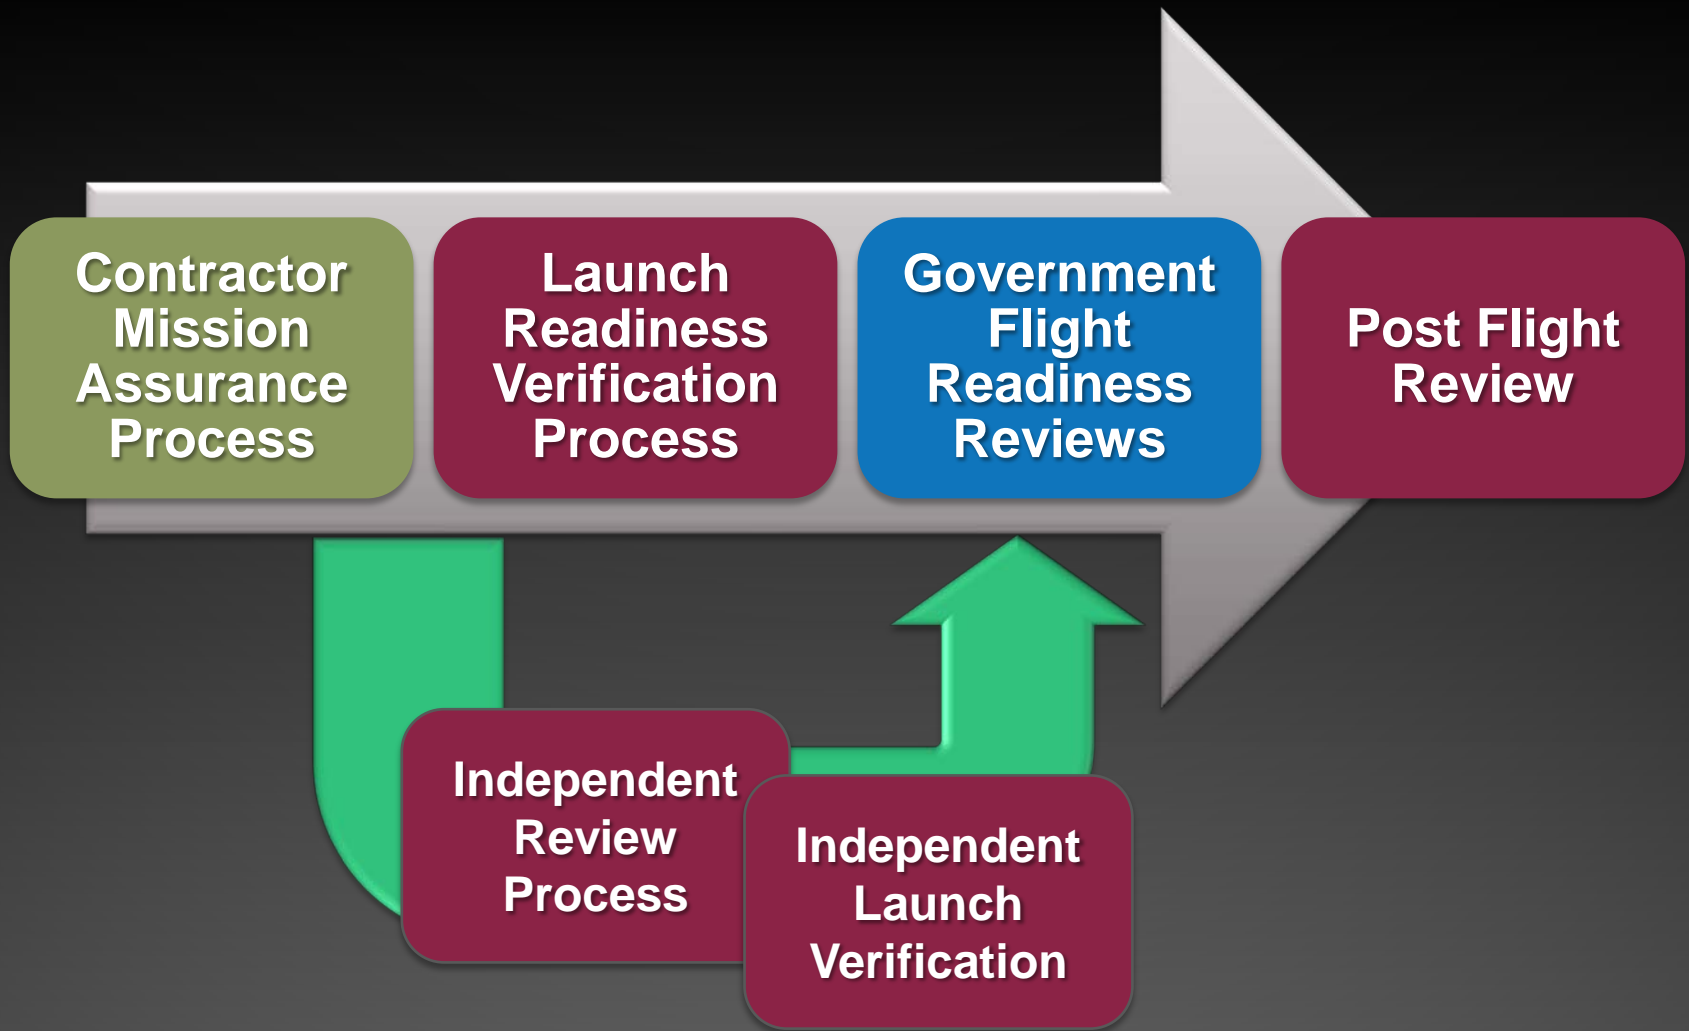 Contractor
Mission
Assurance
Process
Launch
Readiness
Verification
Process
Government
Flight
Readiness
Reviews
Post Flight
Review
Independent
Review
Process
Independent
Launch
Verification